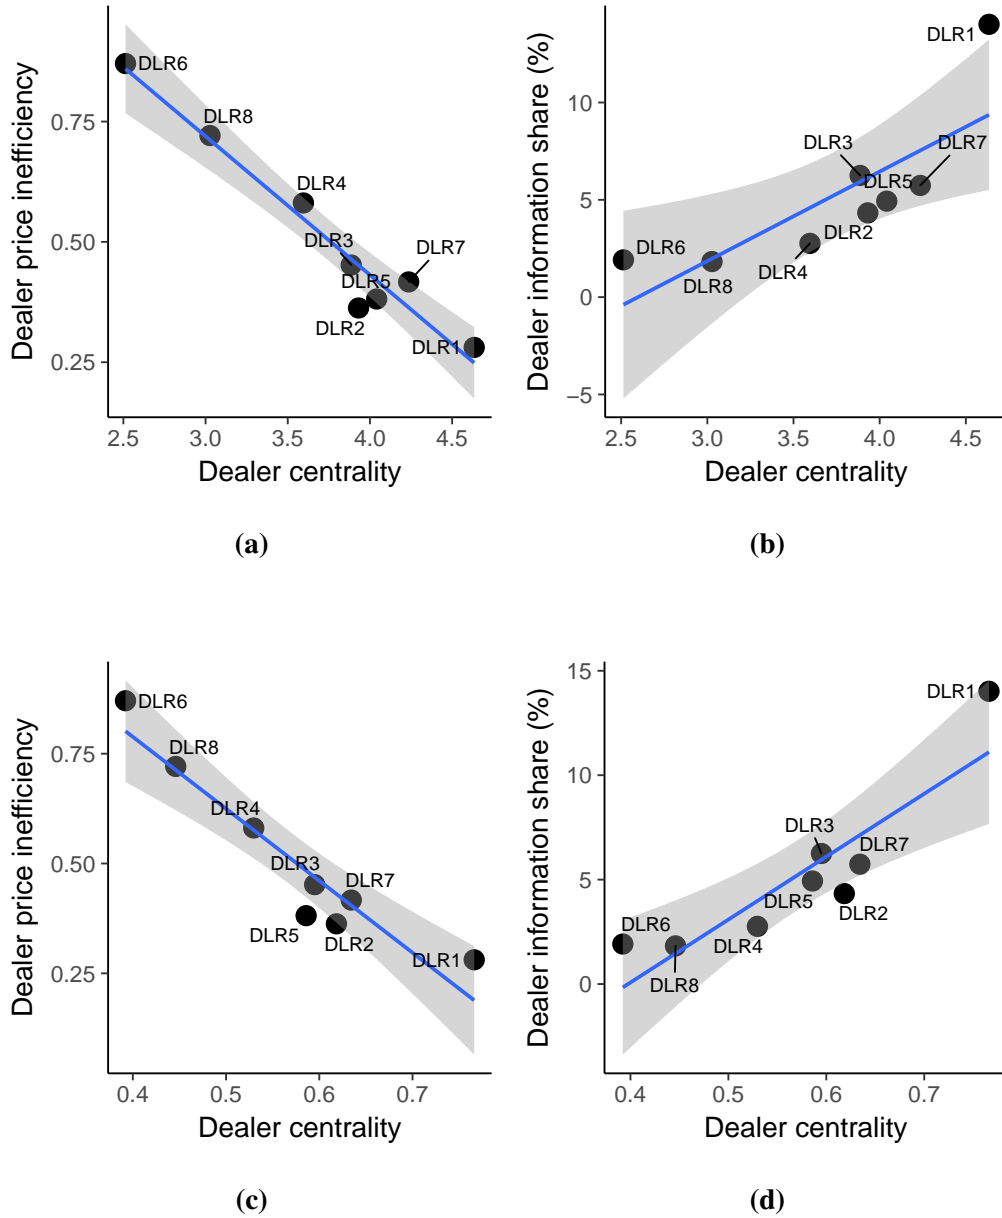 Dealer price inefficiency
0.75
0.50
0.25
DLR6
DLR8
DLR4
DLR3
DLR7
DLR5
DLR2
DLR1
2.5 3.0 3.5 4.0 4.5
Dealer centrality
(a)
Dealer information share (%)
10
5
0
−5
DLR1
DLR3
DLR7
DLR5
DLR6
DLR2
DLR4
DLR8
2.5 3.0 3.5 4.0 4.5
Dealer centrality
(b)
Dealer price inefficiency
0.75
0.50
0.25
DLR6
DLR8
DLR4
DLR3
DLR7
DLR5
DLR2
DLR1
0.4 0.5 0.6 0.7
Dealer centrality
(c)
Dealer information share (%)
15
10
5
0
DLR1
DLR3
DLR7
DLR5
DLR2
DLR6
DLR4
DLR8
0.4 0.5 0.6 0.7
Dealer centrality
(d)